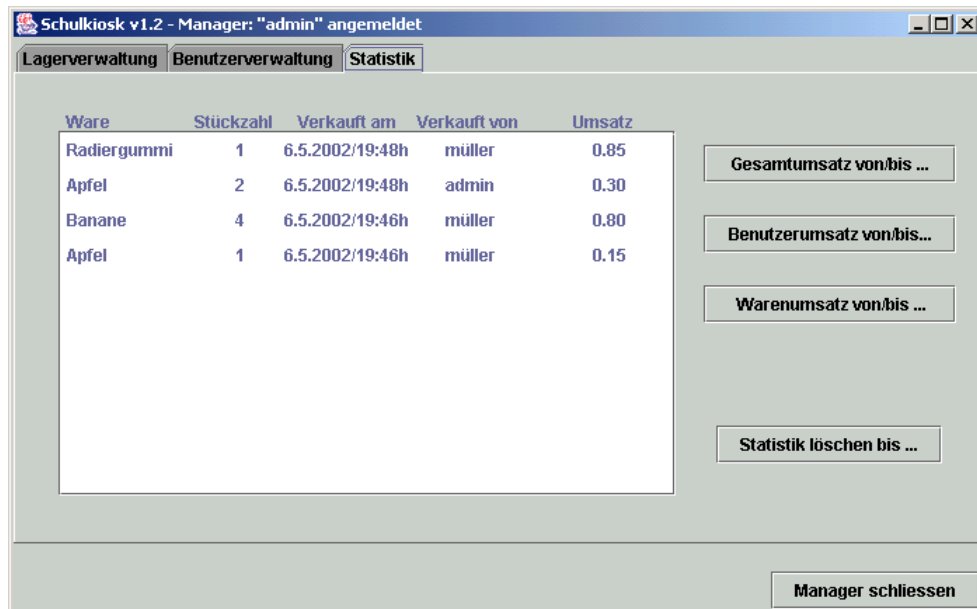 Schulkiosk v1.2 - Manager: "admin" angemeldet
Lagerverwaltung Benutzerverwaltung Statistik
Ware Stückzahl Verkauft am Verkauft von Umsatz
Radiergummi 1 6.5.2002/19:48h müller 0.85
Apfel 2 6.5.2002/19:48h admin 0.30
Banane 4 6.5.2002/19:46h müller 0.80
Apfel 1 6.5.2002/19:46h müller 0.15
Gesamtumsatz von/bis ...
Benutzerumsatz von/bis...
Warenumsatz von/bis ...
Statistik löschen bis ...
Manager schliessen